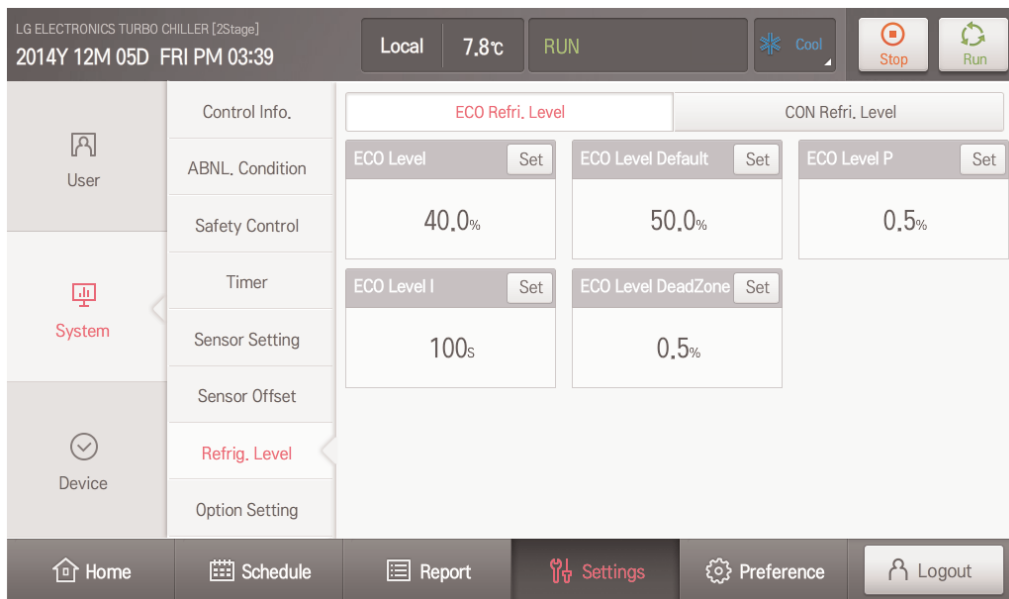 LG ELECTRONICS TURBO CHILLER [2Stage]
2014Y 12M 05D FRI PM 03:39
Local
7.8℃
RUN
Cool
Stop
Run
User
System
Device
Control Info.
ABNL. Condition
Safety Control
Timer
Sensor Setting
Sensor Offset
Refrig. Level
Option Setting
ECO Refri. Level
CON Refri. Level
ECO Level
Set
40.0%
ECO Level Default
Set
50.0%
ECO Level P
Set
0.5%
ECO Level I
Set
100s
ECO Level DeadZone
Set
0.5%
Home
Schedule
Report
Settings
Preference
Logout